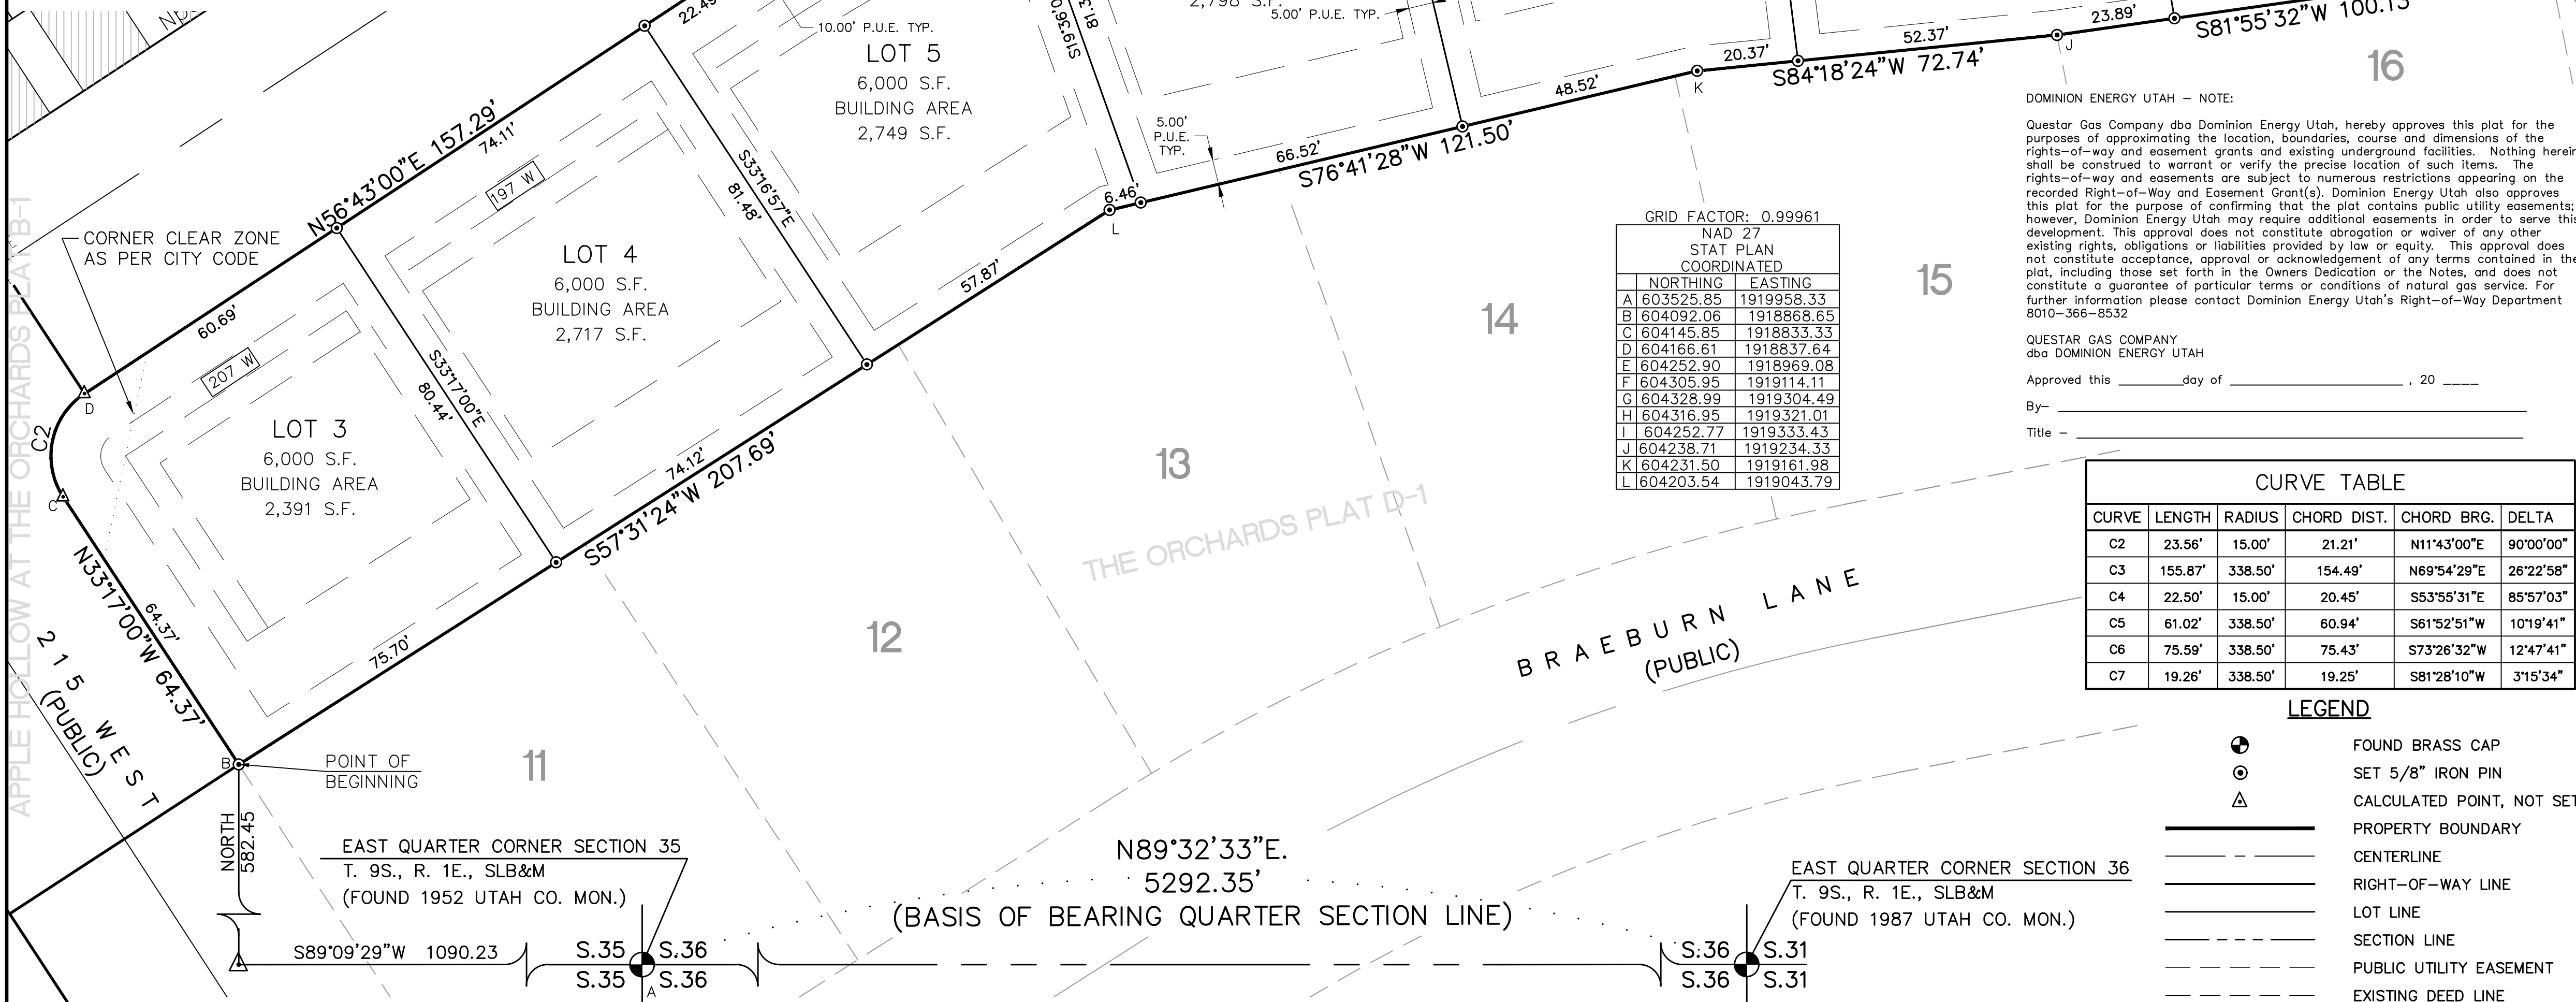 22.49'
10.00' P.U.E. TYP.
LOT 5
6,000 S.F.
BUILDING AREA
2,749 S.F.
5.00' P.U.E. TYP.
N56°43'00"E 157.29'
74.11'
197 W
S33°16'57"E
81.48'
CORNER CLEAR ZONE
AS PER CITY CODE
60.69'
LOT 4
6,000 S.F.
BUILDING AREA
2,717 S.F.
207 W
S33°17'00"E
80.44'
D
C2
C
LOT 3
6,000 S.F.
BUILDING AREA
2,391 S.F.
N33°17'00"W 64.37'
64.37'
75.70'
74.12'
S57°31'24"W 207.69'
57.87'
6.46'
L
5.00'
P.U.E.
TYP.
66.52'
S76°41'28"W 121.50'
48.52'
K
20.37'
S84°18'24"W 72.74'
52.37'
J
23.89'
S81°55'32"W 100.13'
APPLE HOLLOW AT THE ORCHARDS PLAT B-1
215 WEST
(PUBLIC)
B
POINT OF
BEGINNING
NORTH
582.45
11
12
13
14
15
16
THE ORCHARDS PLAT D-1
BRAEBURN LANE
(PUBLIC)
GRID FACTOR: 0.99961
NAD 27
STAT PLAN
COORDINATED
NORTHING EASTING
A 603525.85 1919958.33
B 604092.06 1918868.65
C 604145.85 1918833.33
D 604166.61 1918837.64
E 604252.90 1918969.08
F 604305.95 1919114.11
G 604328.99 1919304.49
H 604316.95 1919321.01
I 604252.77 1919333.43
J 604238.71 1919234.33
K 604231.50 1919161.98
L 604203.54 1919043.79
DOMINION ENERGY UTAH – NOTE:
Questar Gas Company dba Dominion Energy Utah, hereby approves this plat for the
purposes of approximating the location, boundaries, course and dimensions of the
rights–of–way and easement grants and existing underground facilities. Nothing herein
shall be construed to warrant or verify the precise location of such items. The
rights–of–way and easements are subject to numerous restrictions appearing on the
recorded Right–of–Way and Easement Grant(s). Dominion Energy Utah also approves
this plat for the purpose of confirming that the plat contains public utility easements;
however, Dominion Energy Utah may require additional easements in order to serve this
development. This approval does not constitute abrogation or waiver of any other
existing rights, obligations or liabilities provided by law or equity. This approval does
not constitute acceptance, approval or acknowledgement of any terms contained in the
plat, including those set forth in the Owners Dedication or the Notes, and does not
constitute a guarantee of particular terms or conditions of natural gas service. For
further information please contact Dominion Energy Utah's Right–of–Way Department
8010–366–8532
QUESTAR GAS COMPANY
dba DOMINION ENERGY UTAH
Approved this ________day of ____________________ , 20 ____
By– ____________________
Title – ____________________
CURVE TABLE
CURVE LENGTH RADIUS CHORD DIST. CHORD BRG. DELTA
C2 23.56' 15.00' 21.21' N11°43'00"E 90°00'00"
C3 155.87' 338.50' 154.49' N69°54'29"E 26°22'58"
C4 22.50' 15.00' 20.45' S53°55'31"E 85°57'03"
C5 61.02' 338.50' 60.94' S61°52'51"W 10°19'41"
C6 75.59' 338.50' 75.43' S73°26'32"W 12°47'41"
C7 19.26' 338.50' 19.25' S81°28'10"W 3°15'34"
LEGEND
FOUND BRASS CAP
SET 5/8" IRON PIN
CALCULATED POINT, NOT SET
PROPERTY BOUNDARY
CENTERLINE
RIGHT–OF–WAY LINE
LOT LINE
SECTION LINE
PUBLIC UTILITY EASEMENT
EXISTING DEED LINE
EAST QUARTER CORNER SECTION 35
T. 9S., R. 1E., SLB&M
(FOUND 1952 UTAH CO. MON.)
S89°09'29"W 1090.23
S.35 S.36
S.35 S.36
A
N89°32'33"E.
5292.35'
(BASIS OF BEARING QUARTER SECTION LINE)
EAST QUARTER CORNER SECTION 36
T. 9S., R. 1E., SLB&M
(FOUND 1987 UTAH CO. MON.)
S.36 S.31
S.36 S.31